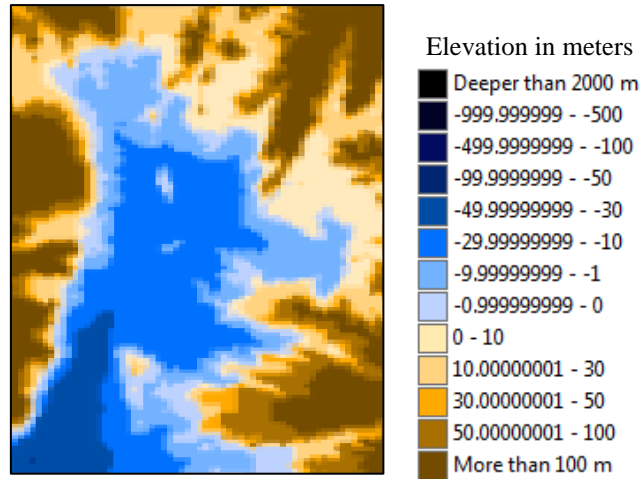 Elevation in meters
Deeper than 2000 m
-999.999999 - -500
-499.9999999 - -100
-99.9999999 - -50
-49.99999999 - -30
-29.99999999 - -10
-9.99999999 - -1
-0.999999999 - 0
0 - 10
10.00000001 - 30
30.00000001 - 50
50.00000001 - 100
More than 100 m